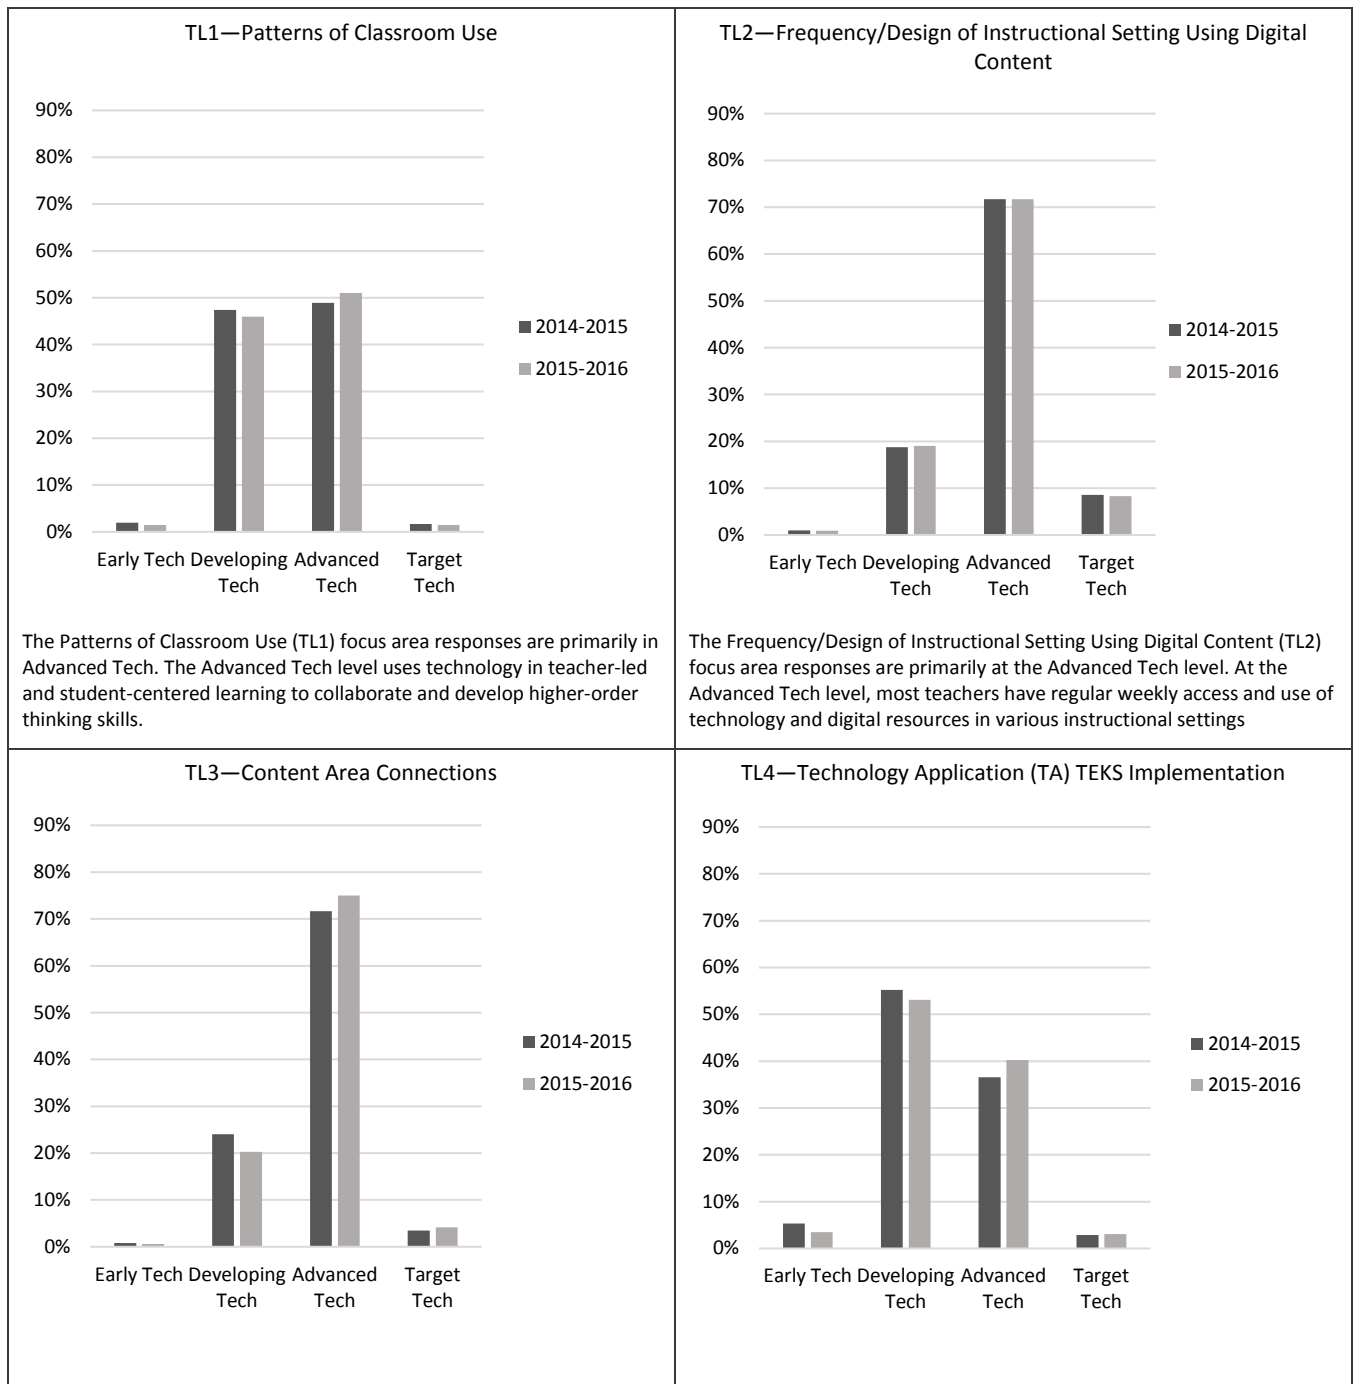 TL1—Patterns of Classroom Use
90%
80%
70%
60%
50%
40%
30%
20%
10%
0%
Early Tech Developing Advanced Target
Tech Tech Tech
2014-2015
2015-2016
The Patterns of Classroom Use (TL1) focus area responses are primarily in
Advanced Tech. The Advanced Tech level uses technology in teacher-led
and student-centered learning to collaborate and develop higher-order
thinking skills.
TL2—Frequency/Design of Instructional Setting Using Digital
Content
90%
80%
70%
60%
50%
40%
30%
20%
10%
0%
Early Tech Developing Advanced Target
Tech Tech Tech
2014-2015
2015-2016
The Frequency/Design of Instructional Setting Using Digital Content (TL2)
focus area responses are primarily at the Advanced Tech level. At the
Advanced Tech level, most teachers have regular weekly access and use of
technology and digital resources in various instructional settings
TL3—Content Area Connections
90%
80%
70%
60%
50%
40%
30%
20%
10%
0%
Early Tech Developing Advanced Target
Tech Tech Tech
2014-2015
2015-2016
TL4—Technology Application (TA) TEKS Implementation
90%
80%
70%
60%
50%
40%
30%
20%
10%
0%
Early Tech Developing Advanced Target
Tech Tech Tech
2014-2015
2015-2016